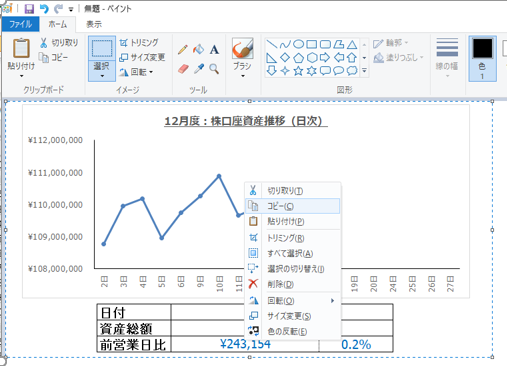 無題 - ペイント
ファイル ホーム 表示
貼り付け
切り取り
コピー
クリップボード
選択
トリミング
サイズ変更
回転
イメージ
ツール
ブラシ
図形
輪郭
塗りつぶし
線の幅
色
1
12月度：株口座資産推移（日次）
¥112,000,000
¥111,000,000
¥110,000,000
¥109,000,000
¥108,000,000
2日 3日 4日 5日 6日 9日 10日 11日 19日 20日 23日 24日 25日 26日 27日
切り取り(T)
コピー(C)
貼り付け(P)
トリミング(R)
すべて選択(A)
選択の切り替え(I)
削除(D)
回転(O)
サイズ変更(S)
色の反転(E)
日付
資産総額
前営業日比 ¥243,154 0.2%